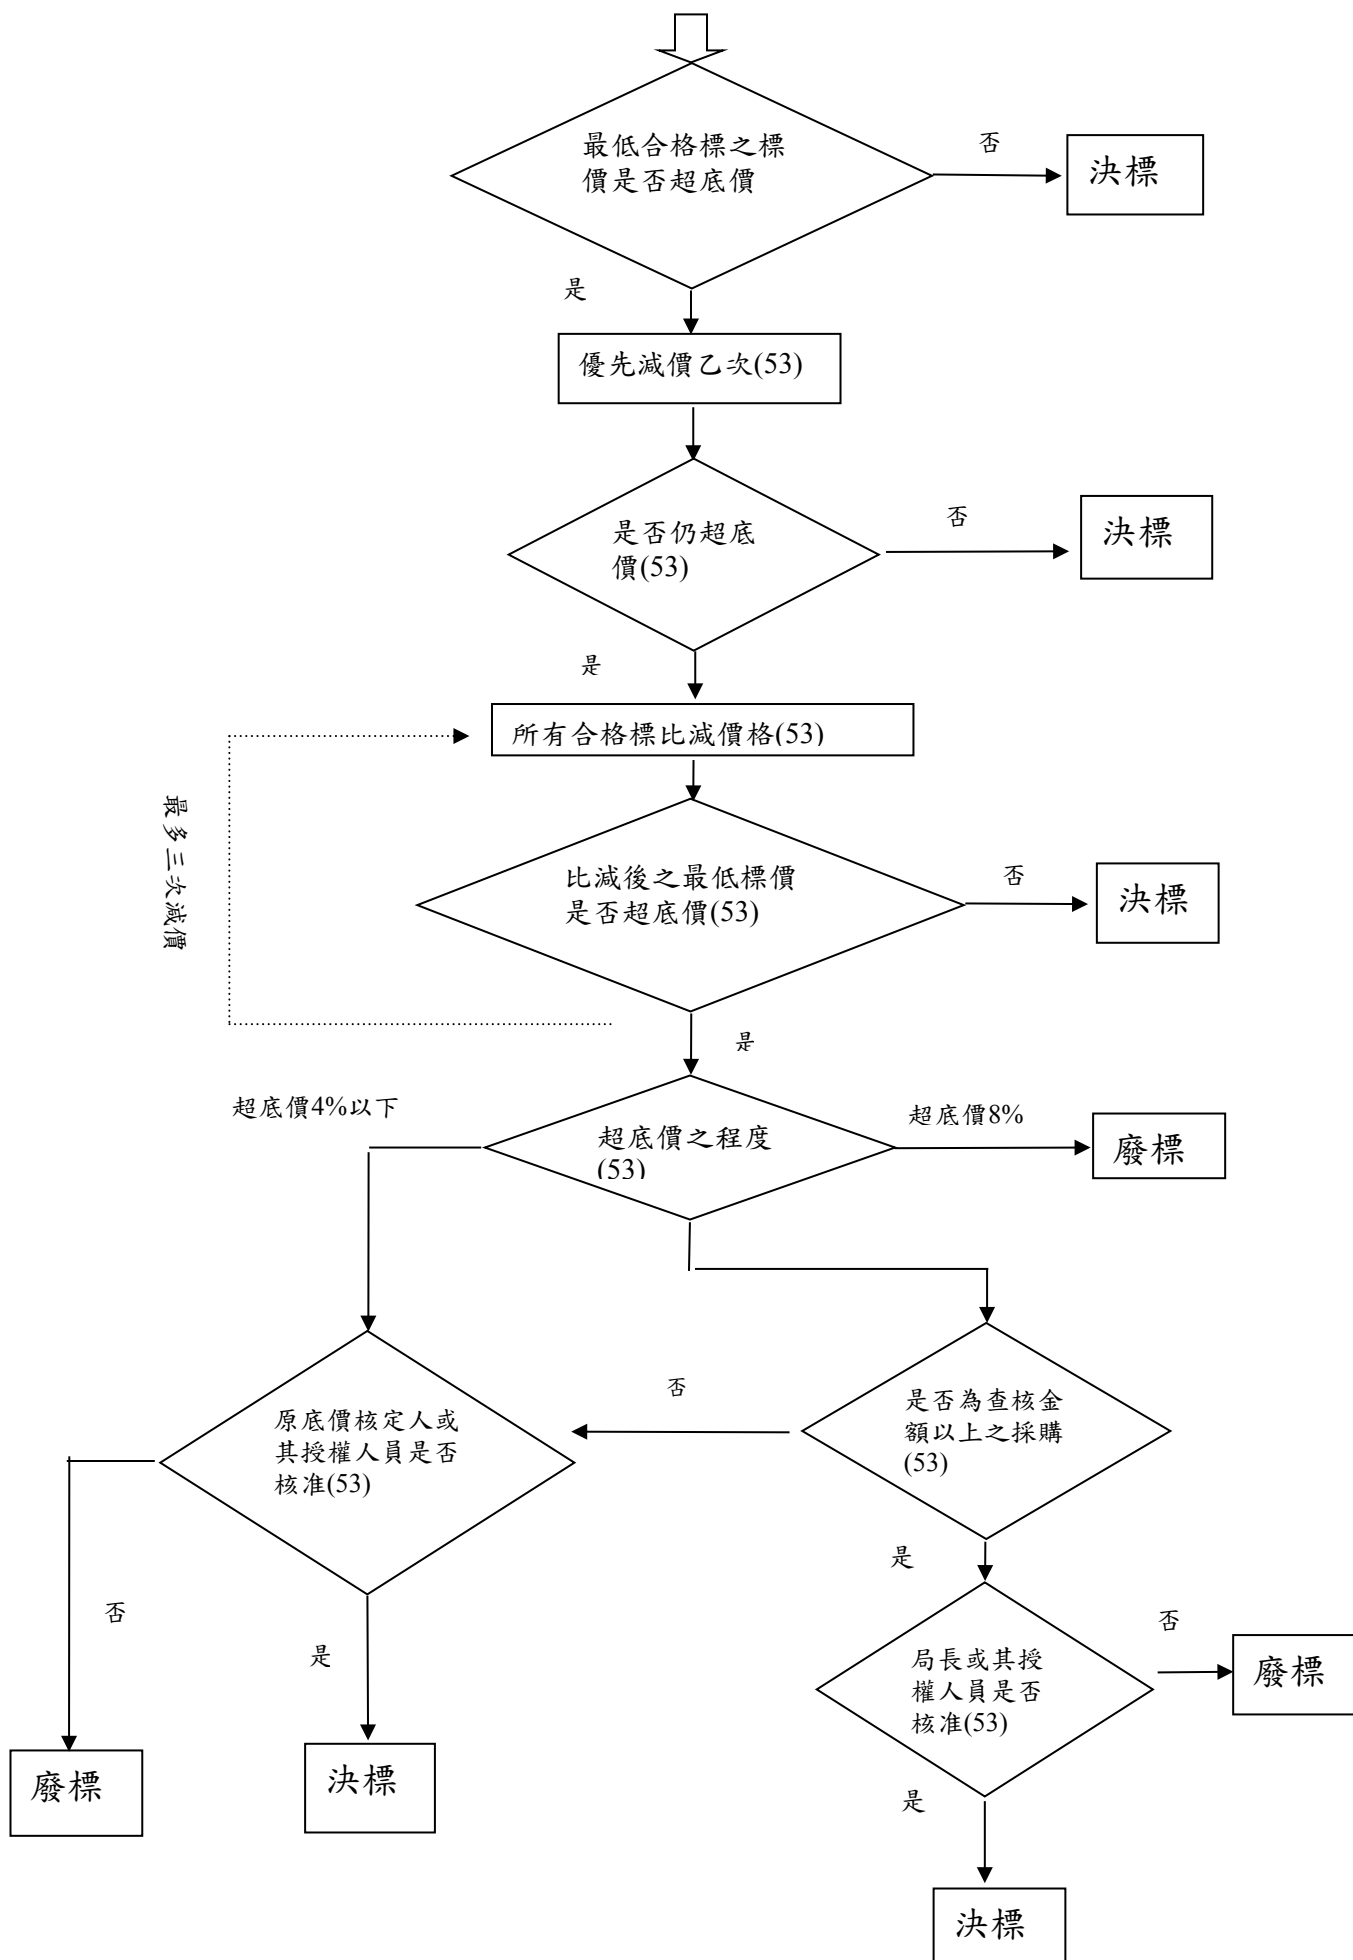 最低合格標之標
價是否超底價
否
決標
是
優先減價乙次(53)
是否仍超底
價(53)
否
決標
是
所有合格標比減價格(53)
最多三次減價
比減後之最低標價
是否超底價(53)
否
決標
是
超底價4%以下
超底價之程度
(53)
超底價8%
廢標
原底價核定人或
其授權人員是否
核准(53)
否
是否為查核金
額以上之採購
(53)
是
否
是
局長或其授
權人員是否
核准(53)
否
廢標
廢標
決標
是
決標